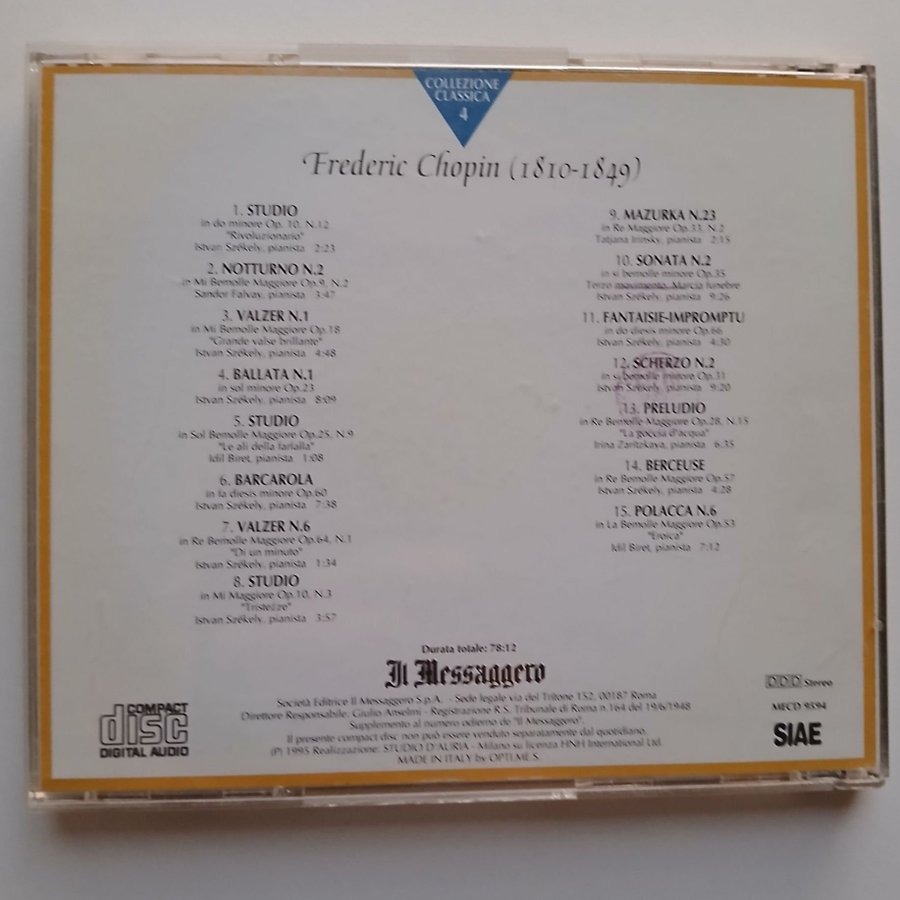 COLLEZIONE
CLASSICA
4
Frederic Chopin (1810-1849)
1. STUDIO
in do minore Op. 10, N.12
"Rivoluzionario"
Istvan Székely, pianista 2:23
2. NOTTURNO N.2
in Mi Bemolle Maggiore Op.9, N.2
Sandor Falvay, pianista 3:47
3. VALZER N.1
in Mi Bemolle Maggiore Op.18
"Grande valse brillante"
Istvan Székely, pianista 4:48
4. BALLATA N.1
in sol minore Op.23
Istvan Székely, pianista 8:09
5. STUDIO
in Sol Bemolle Maggiore Op.25, N.9
"Le ali della farfalla"
Idil Biret, pianista 1:08
6. BARCAROLA
in fa diesis minore Op.60
Istvan Székely, pianista 7:38
7. VALZER N.6
in Re Bemolle Maggiore Op.64, N.1
"Di un minuto"
Istvan Székely, pianista 1:34
8. STUDIO
in Mi Maggiore Op.10, N.3
"Tristezze"
Istvan Székely, pianista 3:57
9. MAZURKA N.23
in Re Maggiore Op.33, N.2
Tatjana Irinsky, pianista 2:15
10. SONATA N.2
in si bemolle minore Op.35
Terzo movimento. Marcia funebre
Istvan Székely, pianista 9:26
11. FANTAISIE-IMPROMPTU
in do diesis minore Op.66
Istvan Székely, pianista 4:30
12. SCHERZO N.2
in si bemolle minore Op.31
Istvan Székely, pianista 9:20
13. PRELUDIO
in Re Bemolle Maggiore Op.28, N.15
"La goccia d'acqua"
Irina Zaritzkaya, pianista 6:35
14. BERCEUSE
in Re Bemolle Maggiore Op.57
Istvan Székely, pianista 4:28
15. POLACCA N.6
in La Bemolle Maggiore Op.53
"Eroica"
Idil Biret, pianista 7:12
Durata totale: 78:12
Il Messaggero
Società Editrice Il Messaggero S.p.A. - Sede legale via del Tritone 152, 00187 Roma
Direttore Responsabile: Giulio Anselmi - Registrazione R.S. Tribunale di Roma n.164 del 19/6/1948
Supplemento al numero odierno de "Il Messaggero".
Il presente compact disc non può essere venduto separatamente dal quotidiano.
(P) 1995 Realizzazione: STUDIO D'AURIA - Milano su licenza HNH International Ltd.
MADE IN ITALY by OPTI.ME.S.
COMPACT
disc
DIGITAL AUDIO
DDD Stereo
MECD 9594
SIAE